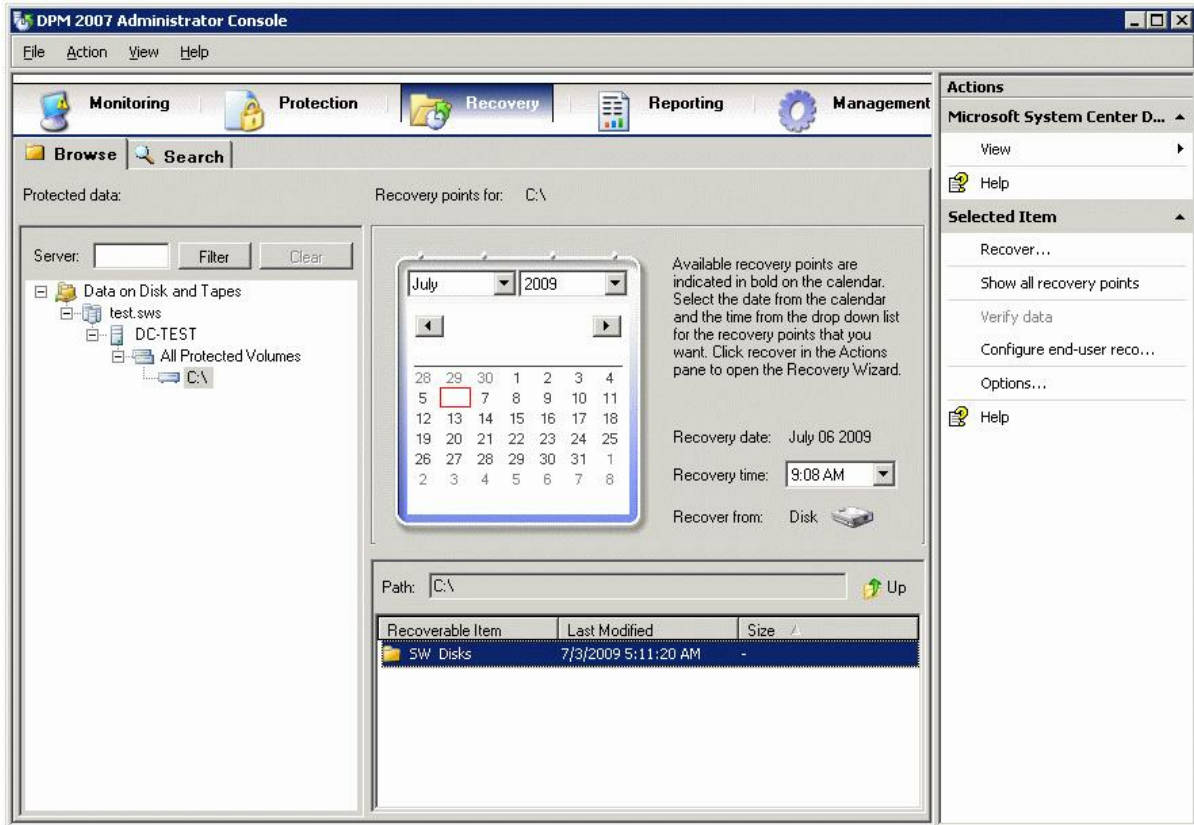 DPM 2007 Administrator Console
File Action View Help
Monitoring Protection Recovery Reporting Management
Browse Search
Protected data:
Server: Filter Clear
Data on Disk and Tapes
test.sws
DC-TEST
All Protected Volumes
C:\
Recovery points for: C:\
July 2009
28 29 30 1 2 3 4
5 7 8 9 10 11
12 13 14 15 16 17 18
19 20 21 22 23 24 25
26 27 28 29 30 31 1
2 3 4 5 6 7 8
Available recovery points are
indicated in bold on the calendar.
Select the date from the calendar
and the time from the drop down list
for the recovery points that you
want. Click recover in the Actions
pane to open the Recovery Wizard.
Recovery date: July 06 2009
Recovery time: 9:08 AM
Recover from: Disk
Path: C:\ Up
Recoverable Item Last Modified Size
SW Disks 7/3/2009 5:11:20 AM -
Actions
Microsoft System Center D...
View
Help
Selected Item
Recover...
Show all recovery points
Verify data
Configure end-user reco...
Options...
Help